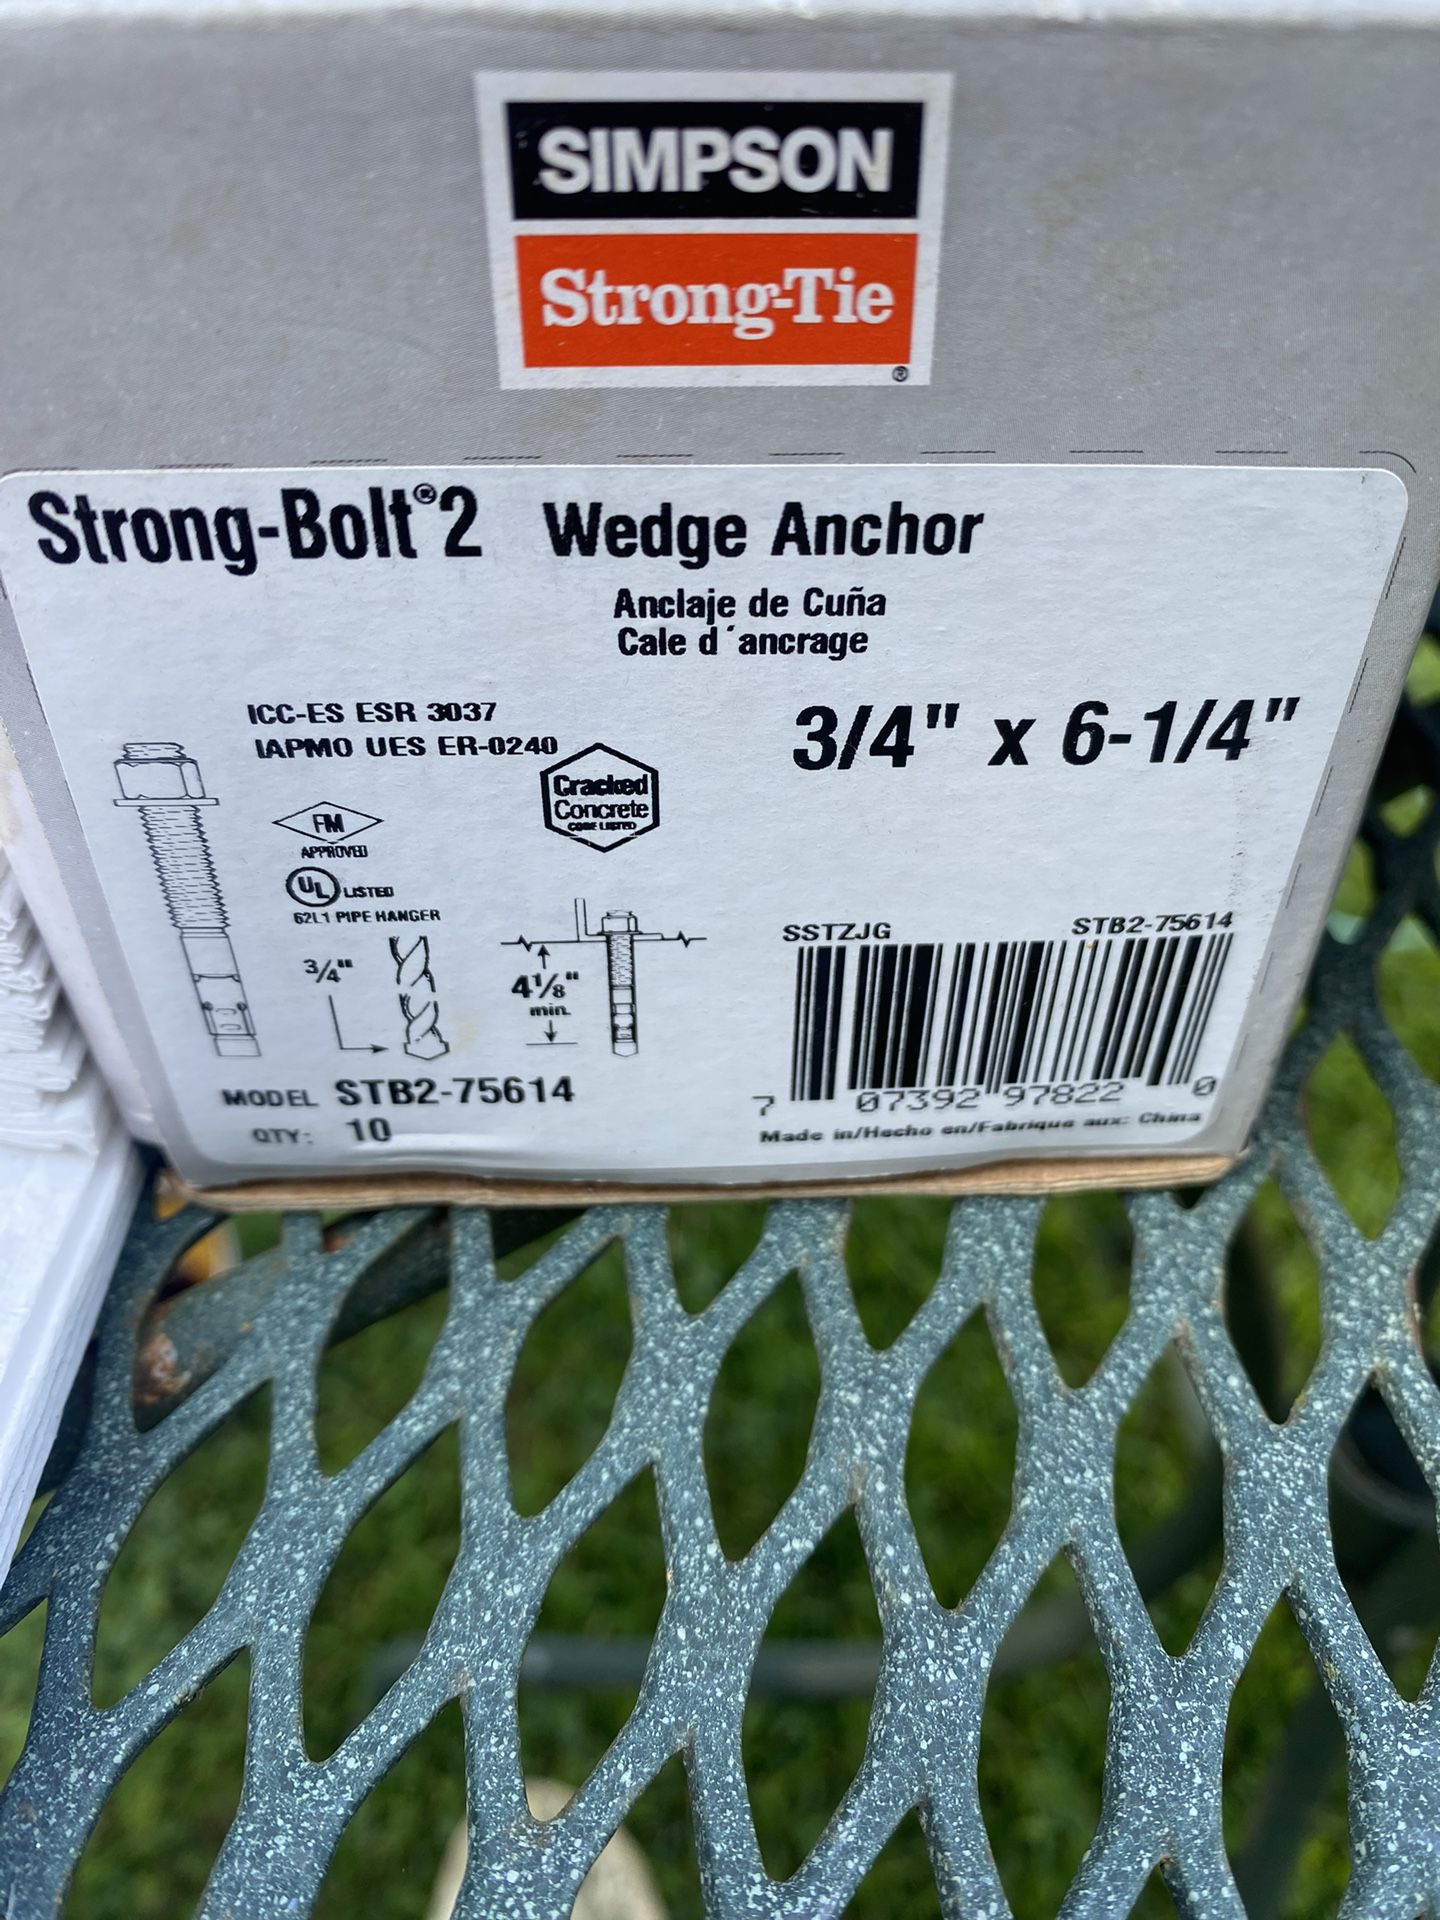 SIMPSON
Strong-Tie
®
Strong-Bolt®2 Wedge Anchor
Anclaje de Cuña
Cale d'ancrage
ICC-ES ESR 3037
IAPMO UES ER-0240
3/4" x 6-1/4"
Cracked
Concrete
CODE LISTED
FM
APPROVED
UL LISTED
62L1 PIPE HANGER
3/4"
4 1/8"
min.
SSTZJG STB2-75614
MODEL STB2-75614
QTY: 10
7 07392 97822 0
Made in/Hecho en/Fabrique aux: China